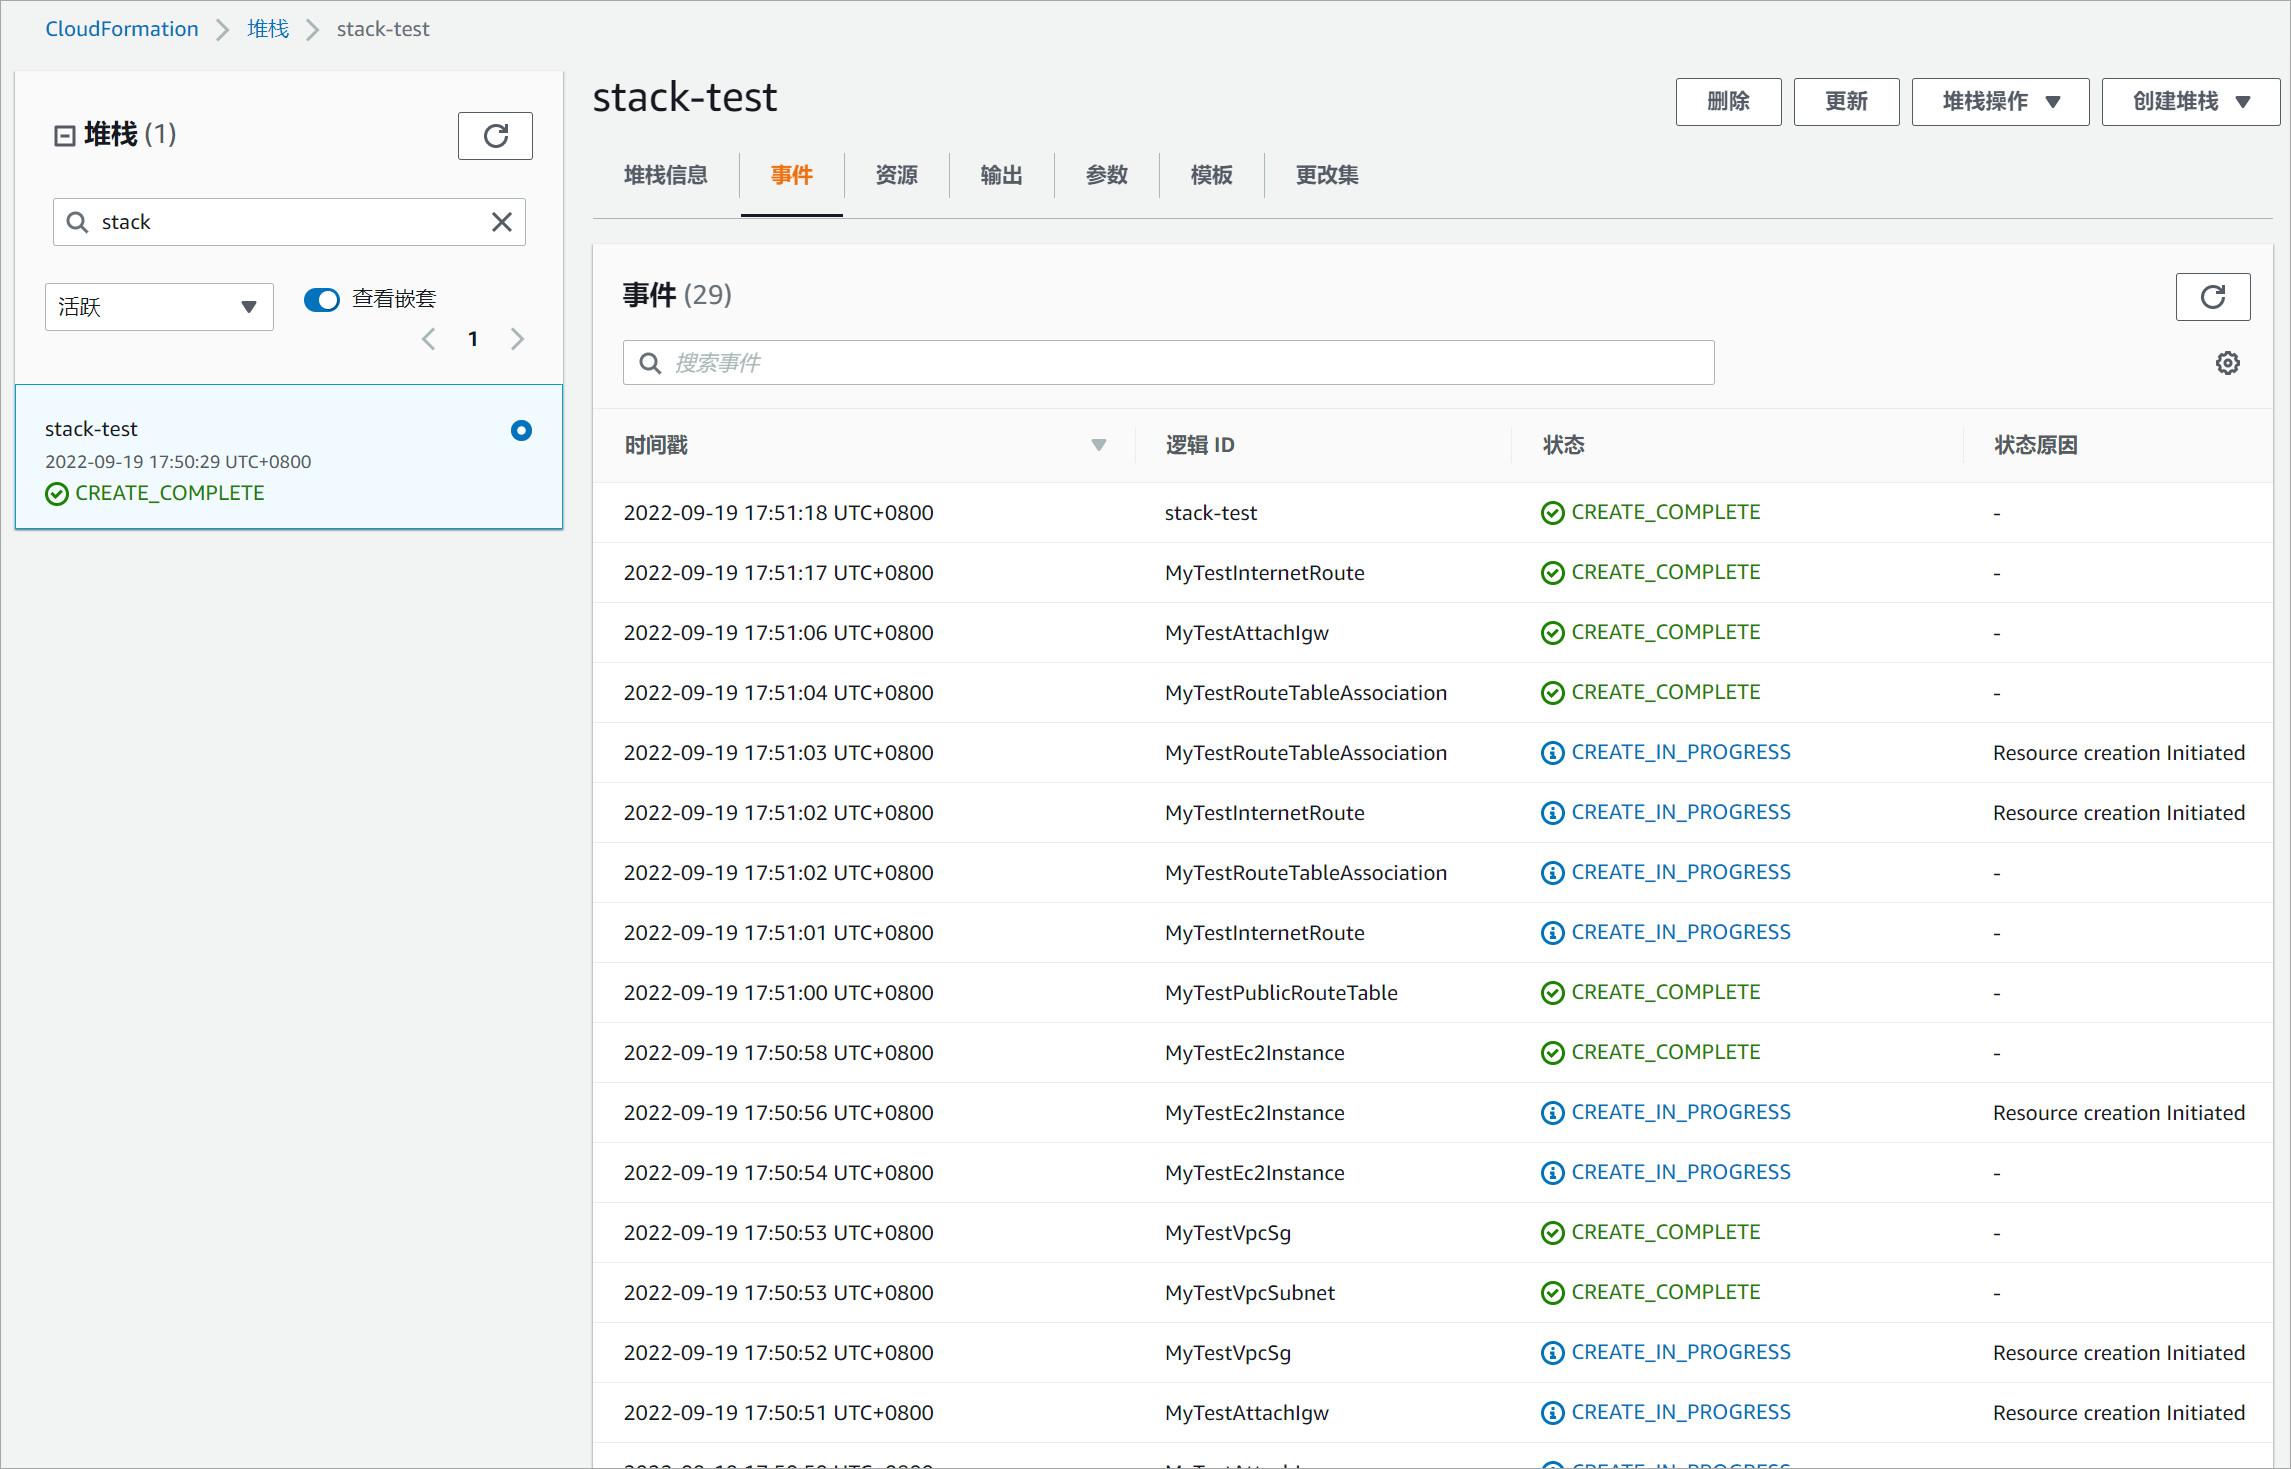 CloudFormation 堆栈 stack-test
堆栈 (1)
stack
活跃
查看嵌套
1
stack-test
2022-09-19 17:50:29 UTC+0800
CREATE_COMPLETE
stack-test
删除 更新 堆栈操作 创建堆栈
堆栈信息 事件 资源 输出 参数 模板 更改集
事件 (29)
搜索事件
时间戳 逻辑 ID 状态 状态原因
2022-09-19 17:51:18 UTC+0800 stack-test CREATE_COMPLETE -
2022-09-19 17:51:17 UTC+0800 MyTestInternetRoute CREATE_COMPLETE -
2022-09-19 17:51:06 UTC+0800 MyTestAttachIgw CREATE_COMPLETE -
2022-09-19 17:51:04 UTC+0800 MyTestRouteTableAssociation CREATE_COMPLETE -
2022-09-19 17:51:03 UTC+0800 MyTestRouteTableAssociation CREATE_IN_PROGRESS Resource creation Initiated
2022-09-19 17:51:02 UTC+0800 MyTestInternetRoute CREATE_IN_PROGRESS Resource creation Initiated
2022-09-19 17:51:02 UTC+0800 MyTestRouteTableAssociation CREATE_IN_PROGRESS -
2022-09-19 17:51:01 UTC+0800 MyTestInternetRoute CREATE_IN_PROGRESS -
2022-09-19 17:51:00 UTC+0800 MyTestPublicRouteTable CREATE_COMPLETE -
2022-09-19 17:50:58 UTC+0800 MyTestEc2Instance CREATE_COMPLETE -
2022-09-19 17:50:56 UTC+0800 MyTestEc2Instance CREATE_IN_PROGRESS Resource creation Initiated
2022-09-19 17:50:54 UTC+0800 MyTestEc2Instance CREATE_IN_PROGRESS -
2022-09-19 17:50:53 UTC+0800 MyTestVpcSg CREATE_COMPLETE -
2022-09-19 17:50:53 UTC+0800 MyTestVpcSubnet CREATE_COMPLETE -
2022-09-19 17:50:52 UTC+0800 MyTestVpcSg CREATE_IN_PROGRESS Resource creation Initiated
2022-09-19 17:50:51 UTC+0800 MyTestAttachIgw CREATE_IN_PROGRESS Resource creation Initiated